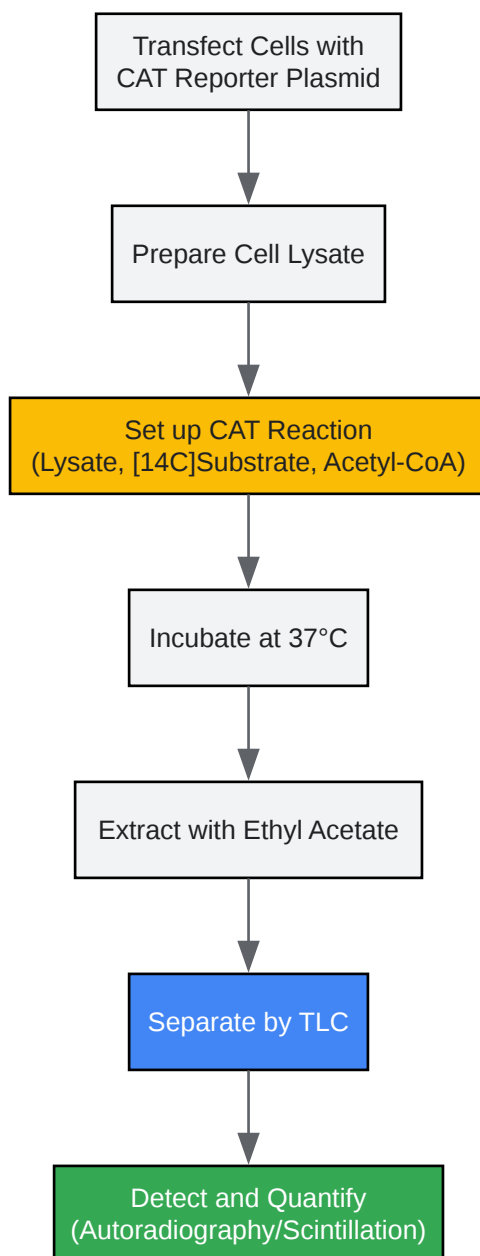 Transfect Cells with
CAT Reporter Plasmid
Prepare Cell Lysate
Set up CAT Reaction
(Lysate, [14C]Substrate, Acetyl-CoA)
Incubate at 37°C
Extract with Ethyl Acetate
Separate by TLC
Detect and Quantify
(Autoradiography/Scintillation)